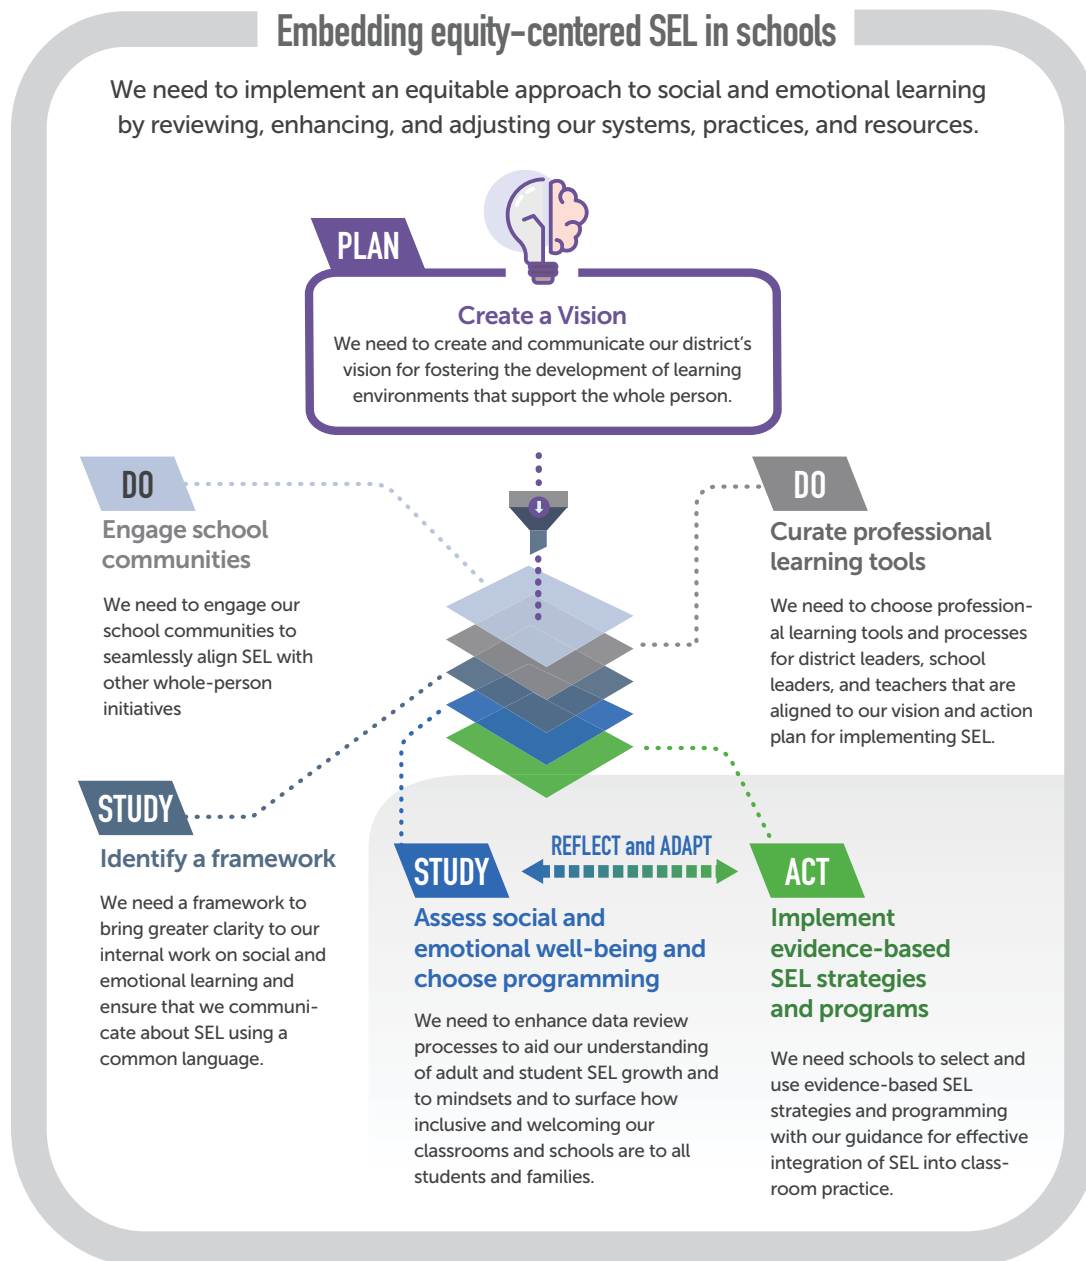 Embedding equity-centered SEL in schools
We need to implement an equitable approach to social and emotional learning
by reviewing, enhancing, and adjusting our systems, practices, and resources.
PLAN
Create a Vision
We need to create and communicate our district’s
vision for fostering the development of learning
environments that support the whole person.
DO
Engage school
communities
We need to engage our
school communities to
seamlessly align SEL with
other whole-person
initiatives
DO
Curate professional
learning tools
We need to choose profession-
al learning tools and processes
for district leaders, school
leaders, and teachers that are
aligned to our vision and action
plan for implementing SEL.
STUDY
Identify a framework
We need a framework to
bring greater clarity to our
internal work on social and
emotional learning and
ensure that we communi-
cate about SEL using a
common language.
STUDY
REFLECT and ADAPT
Assess social and
emotional well-being and
choose programming
We need to enhance data review
processes to aid our understanding
of adult and student SEL growth and
to mindsets and to surface how
inclusive and welcoming our
classrooms and schools are to all
students and families.
ACT
Implement
evidence-based
SEL strategies
and programs
We need schools to select and
use evidence-based SEL
strategies and programming
with our guidance for effective
integration of SEL into class-
room practice.